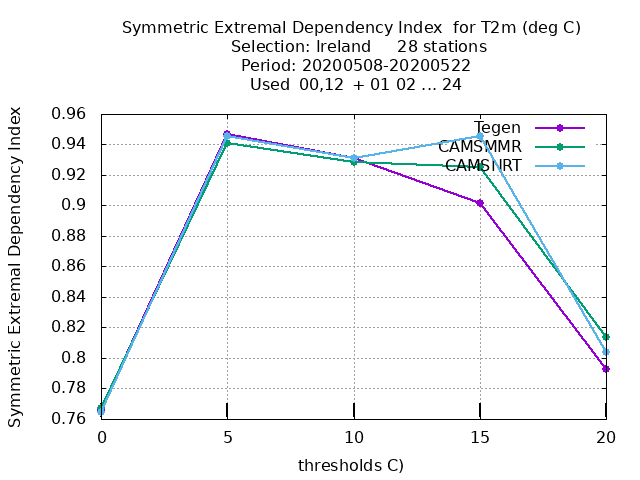 Symmetric Extremal Dependency Index  for T2m (deg C)
Selection: Ireland     28 stations
Period: 20200508-20200522
Used  00,12  + 01 02 ... 24
Symmetric Extremal Dependency Index
0.96
0.94
0.92
0.9
0.88
0.86
0.84
0.82
0.8
0.78
0.76
Tegen
CAMSMMR
CAMSNRT
0 5 10 15 20
thresholds C)